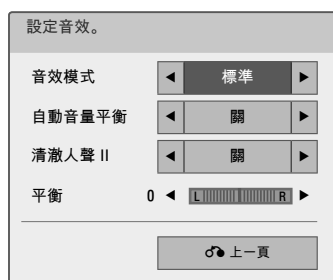 設定音效。
音效模式 ◀ 標準 ▶
自動音量平衡 ◀ 關 ▶
清澈人聲 II ◀ 關 ▶
平衡 0 ◀ L R ▶
上一頁